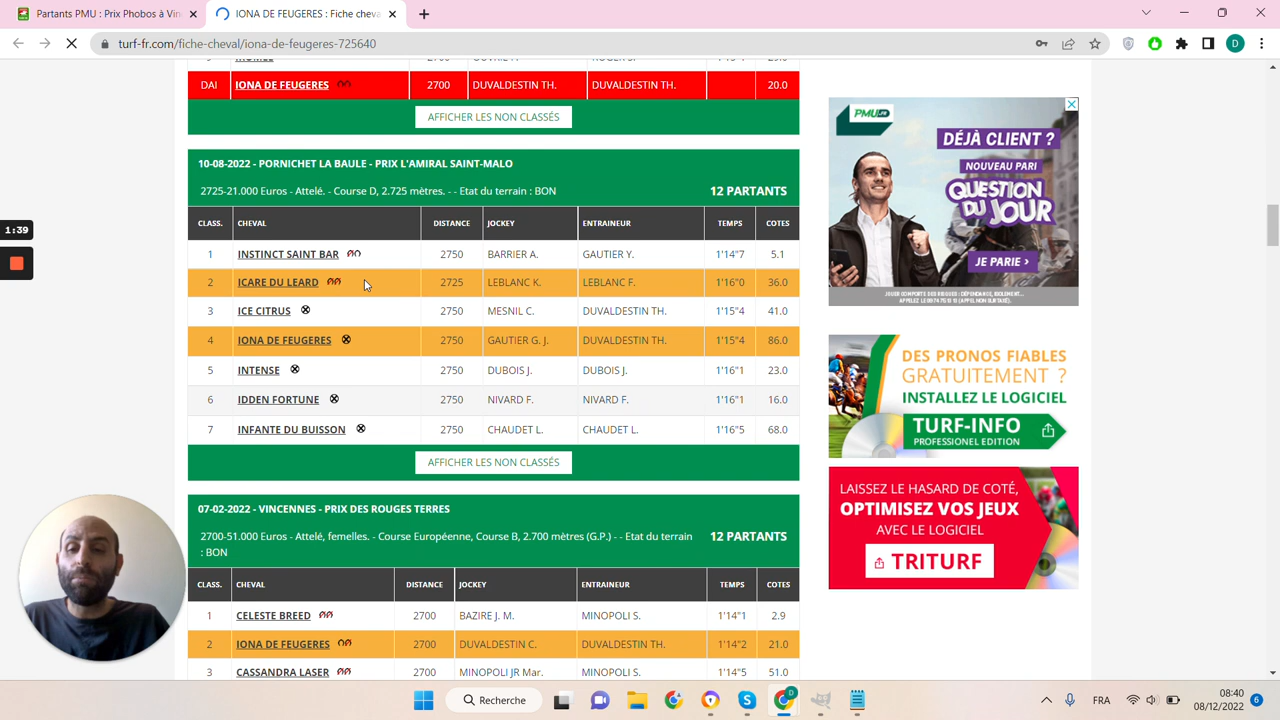 Partants PMU : Prix Phobos à Vin
IONA DE FEUGERES : Fiche cheva
turf-fr.com/fiche-cheval/iona-de-feugeres-725640
D
DAI IONA DE FEUGERES 2700 DUVALDESTIN TH. DUVALDESTIN TH. 20.0
AFFICHER LES NON CLASSÉS
10-08-2022 - PORNICHET LA BAULE - PRIX L'AMIRAL SAINT-MALO
2725-21.000 Euros - Attelé. - Course D, 2.725 mètres. - - Etat du terrain : BON 12 PARTANTS
CLASS. CHEVAL DISTANCE JOCKEY ENTRAINEUR TEMPS COTES
1 INSTINCT SAINT BAR 2750 BARRIER A. GAUTIER Y. 1'14"7 5.1
2 ICARE DU LEARD 2725 LEBLANC K. LEBLANC F. 1'16"0 36.0
3 ICE CITRUS 2750 MESNIL C. DUVALDESTIN TH. 1'15"4 41.0
4 IONA DE FEUGERES 2750 GAUTIER G. J. DUVALDESTIN TH. 1'15"4 86.0
5 INTENSE 2750 DUBOIS J. DUBOIS J. 1'16"1 23.0
6 IDDEN FORTUNE 2750 NIVARD F. NIVARD F. 1'16"1 16.0
7 INFANTE DU BUISSON 2750 CHAUDET L. CHAUDET L. 1'16"5 68.0
AFFICHER LES NON CLASSÉS
07-02-2022 - VINCENNES - PRIX DES ROUGES TERRES
2700-51.000 Euros - Attelé, femelles. - Course Européenne, Course B, 2.700 mètres (G.P.) - - Etat du terrain
: BON
12 PARTANTS
CLASS. CHEVAL DISTANCE JOCKEY ENTRAINEUR TEMPS COTES
1 CELESTE BREED 2700 BAZIRE J. M. MINOPOLI S. 1'14"1 2.9
2 IONA DE FEUGERES 2700 DUVALDESTIN C. DUVALDESTIN TH. 1'14"2 21.0
3 CASSANDRA LASER 2700 MINOPOLI JR Mar. MINOPOLI S. 1'14"5 51.0
1:39
PMU
DÉJÀ CLIENT ?
NOUVEAU PARI
QUESTION
DU JOUR
JE PARIE >
DES PRONOS FIABLES
GRATUITEMENT ?
INSTALLEZ LE LOGICIEL
TURF-INFO
PROFESSIONEL EDITION
LAISSEZ LE HASARD DE COTÉ,
OPTIMISEZ VOS JEUX
AVEC LE LOGICIEL
TRITURF
Recherche
D
FRA
08:40
08/12/2022
6